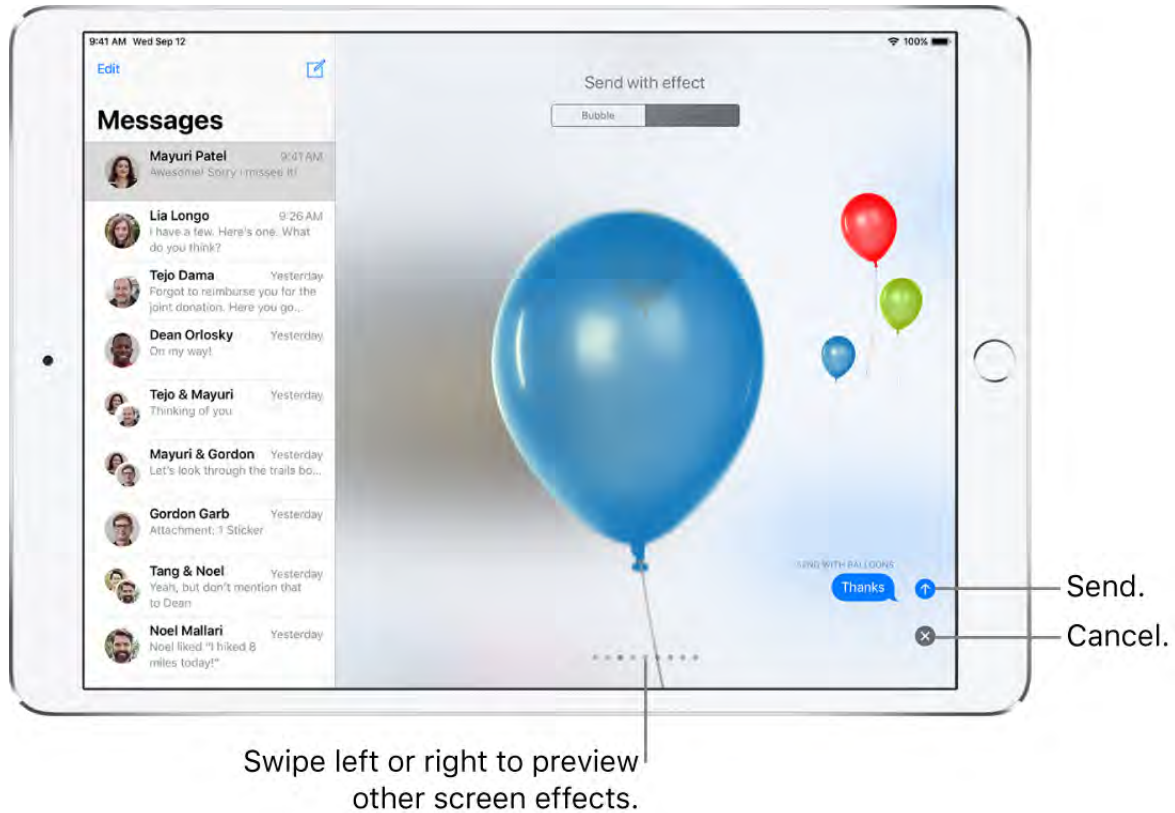 9:41 AM Wed Sep 12
100%
Edit
Send with effect
Bubble
Messages
Mayuri Patel 9:41 AM
Awesome! Sorry I missee it!
Lia Longo 9:26 AM
I have a few. Here's one. What
do you think?
Tejo Dama Yesterday
Forgot to reimburse you for the
joint donation. Here you go...
Dean Orlosky Yesterday
On my way!
Tejo & Mayuri Yesterday
Thinking of you
Mayuri & Gordon Yesterday
Let's look through the trails bo...
Gordon Garb Yesterday
Attachment: 1 Sticker
Tang & Noel Yesterday
Yeah, but don't mention that
to Dean
Noel Mallari Yesterday
Noel liked "I hiked 8
miles today!"
SEND WITH BALLOONS
Thanks
Send.
Cancel.
Swipe left or right to preview
other screen effects.